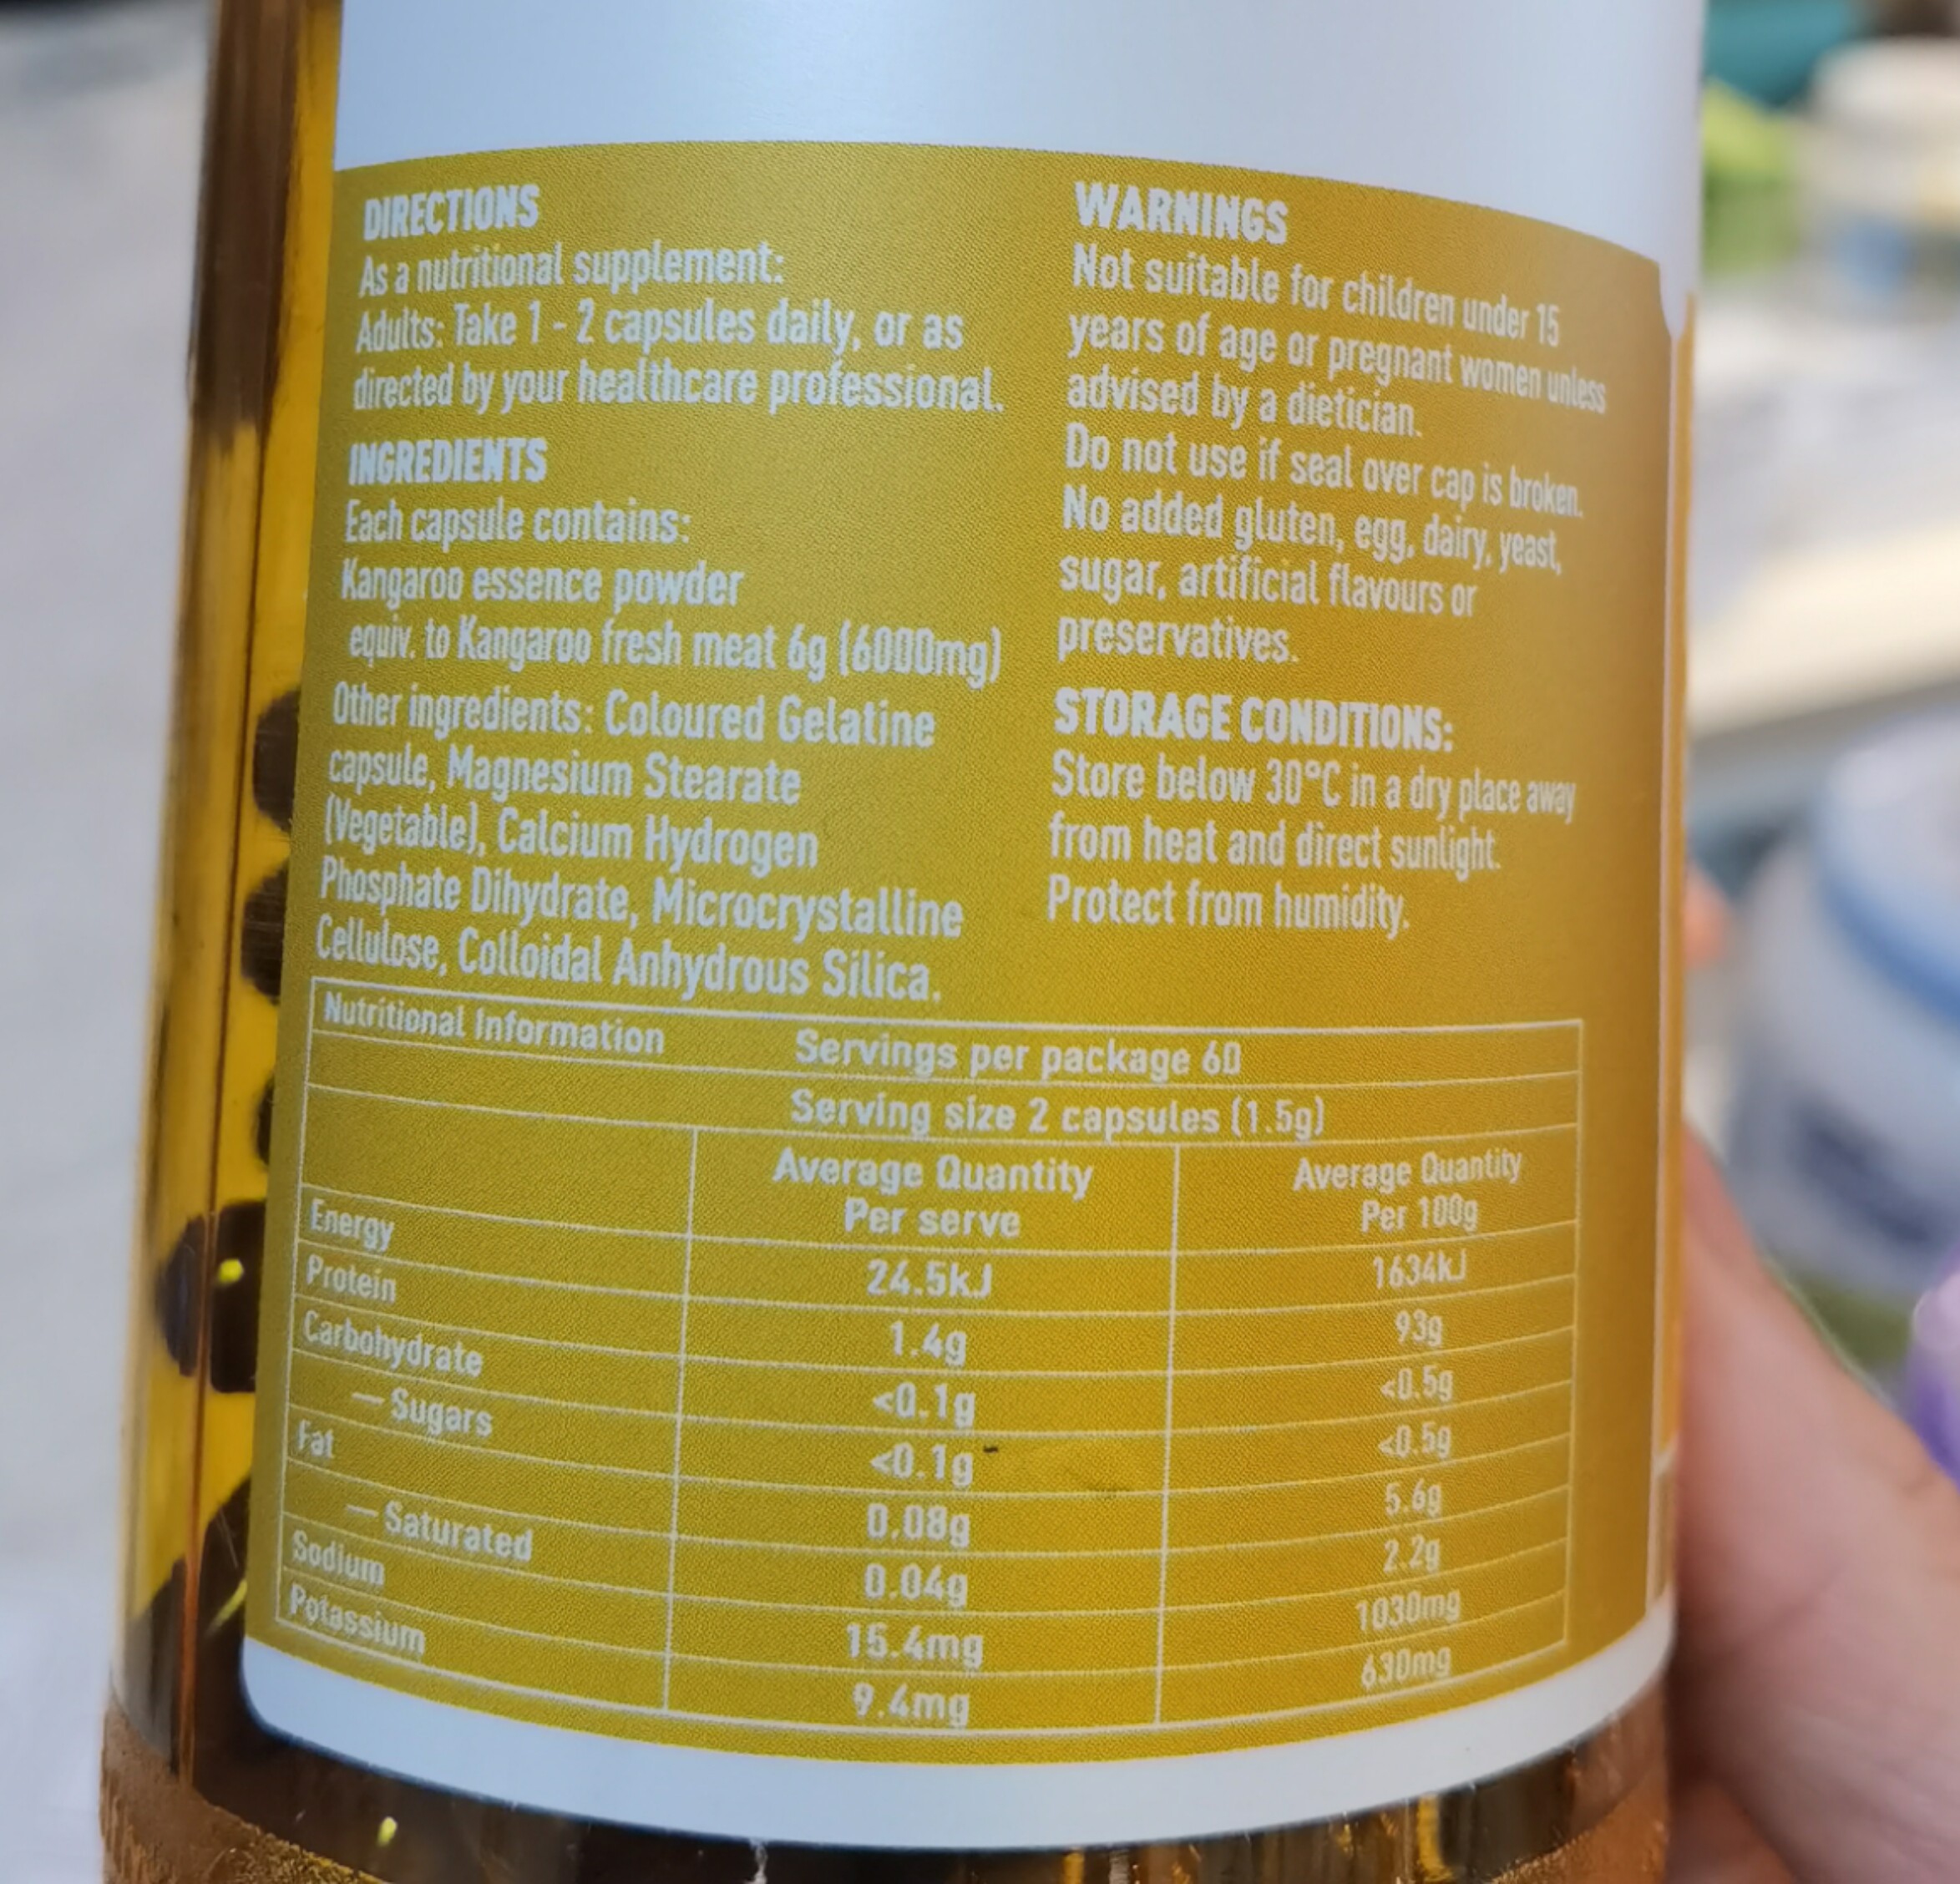 DIRECTIONS
As a nutritional supplement:
Adults: Take 1 - 2 capsules daily, or as
directed by your healthcare professional.
INGREDIENTS
Each capsule contains:
Kangaroo essence powder
equiv. to Kangaroo fresh meat 6g (6000mg)
Other ingredients: Coloured Gelatine
capsule, Magnesium Stearate
(Vegetable), Calcium Hydrogen
Phosphate Dihydrate, Microcrystalline
Cellulose, Colloidal Anhydrous Silica.
WARNINGS
Not suitable for children under 15
years of age or pregnant women unless
advised by a dietician.
Do not use if seal over cap is broken.
No added gluten, egg, dairy, yeast,
sugar, artificial flavours or
preservatives.
STORAGE CONDITIONS:
Store below 30°C in a dry place away
from heat and direct sunlight.
Protect from humidity.
Nutritional Information Servings per package 60
Serving size 2 capsules (1.5g)
Average Quantity Average Quantity
Per serve Per 100g
Energy 24.5kJ 1634kJ
Protein 1.4g 93g
Carbohydrate <0.1g <0.5g
— Sugars <0.1g <0.5g
Fat 0.08g 5.6g
— Saturated 0.04g 2.2g
Sodium 15.4mg 1030mg
Potassium 9.4mg 630mg